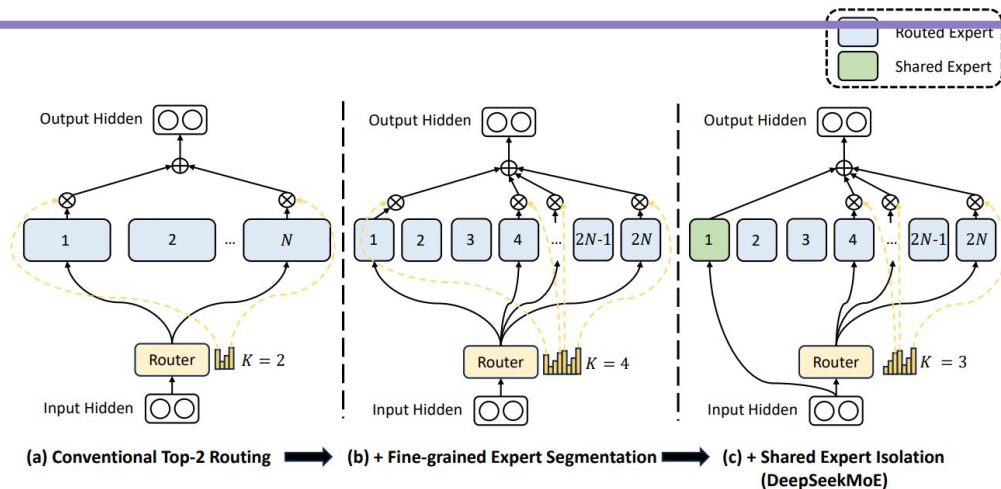 Routed Expert
Shared Expert
Output Hidden
1
2
...
N
Router
K = 2
Input Hidden
(a) Conventional Top-2 Routing
Output Hidden
1
2
3
4
...
2N-1
2N
Router
K = 4
Input Hidden
(b) + Fine-grained Expert Segmentation
Output Hidden
1
2
3
4
...
2N-1
2N
Router
K = 3
Input Hidden
(c) + Shared Expert Isolation
(DeepSeekMoE)